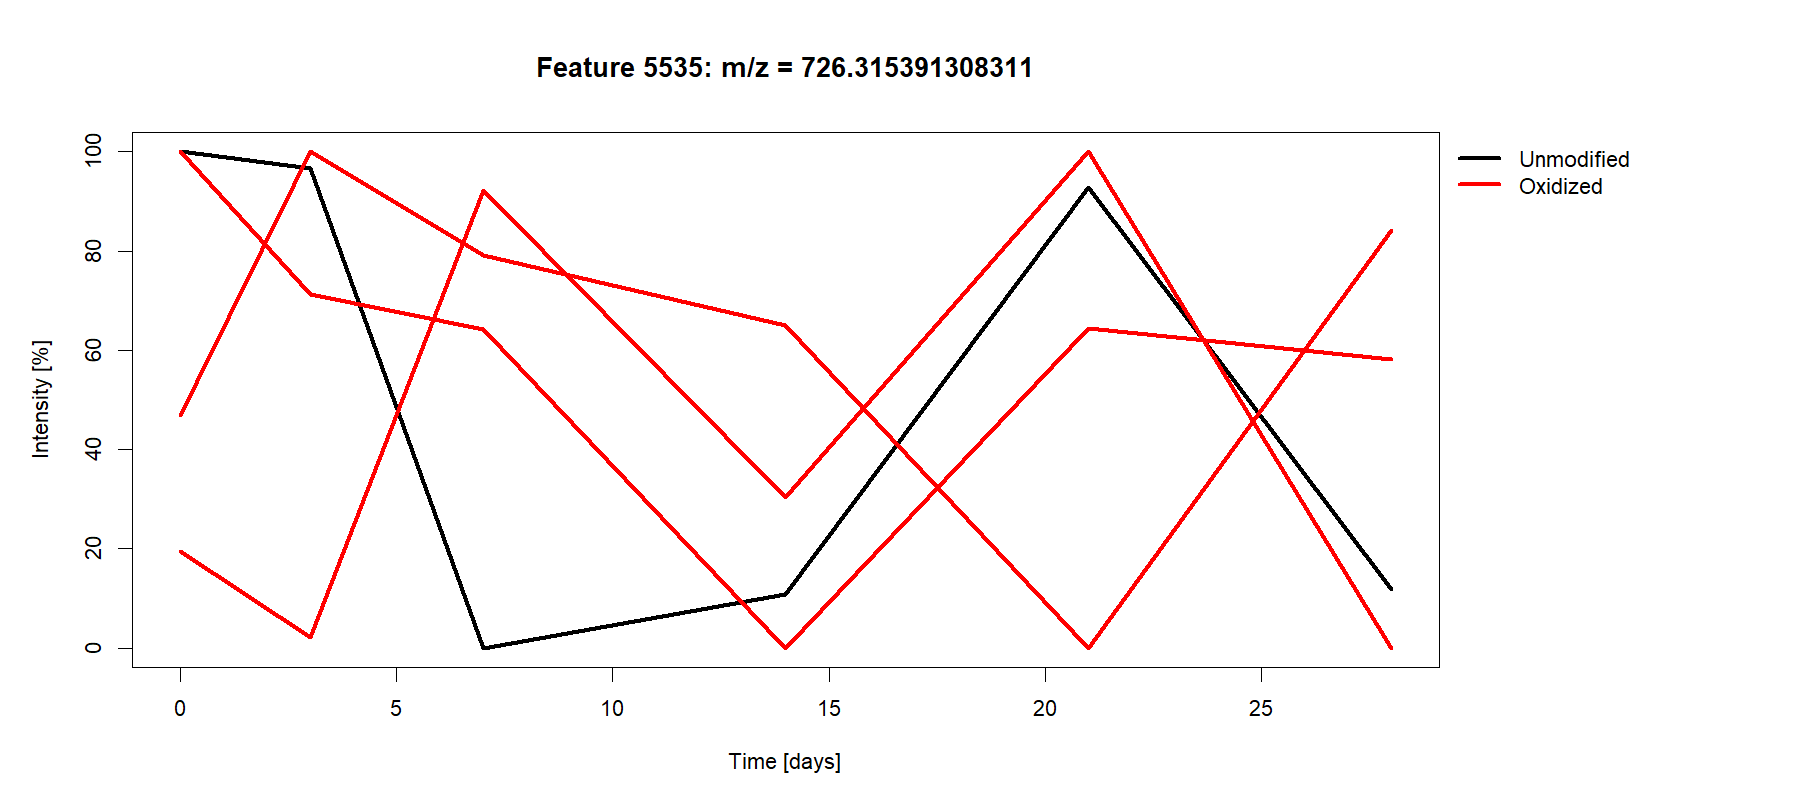 Feature 5535: m/z = 726.315391308311
Unmodified
Oxidized
Intensity [%]
100
80
60
40
20
0
0 5 10 15 20 25
Time [days]